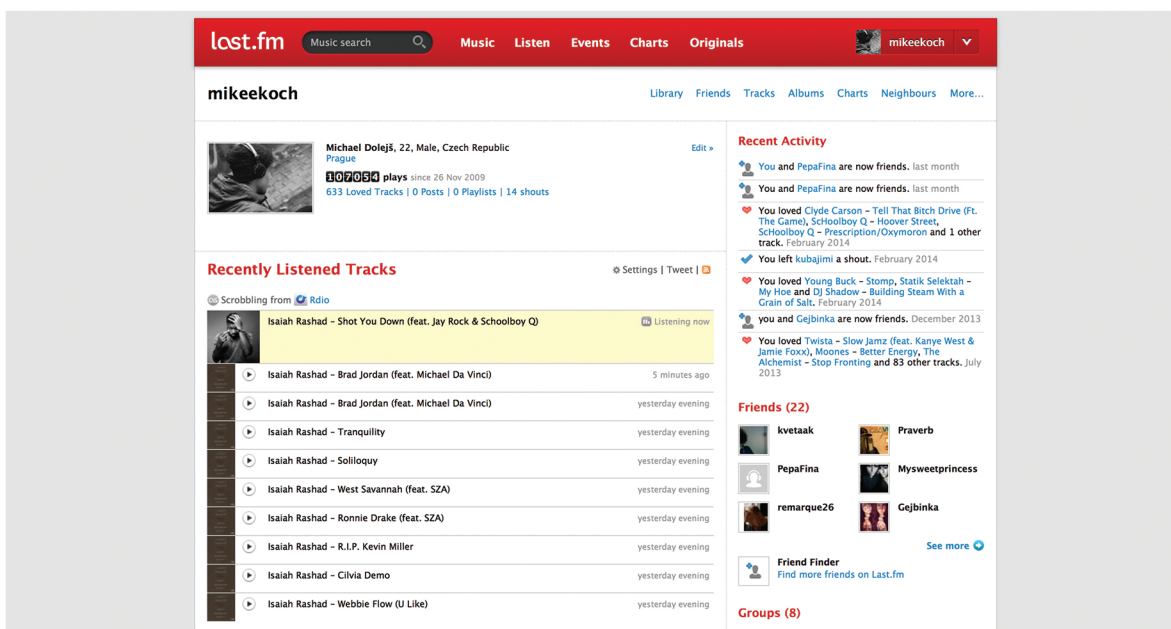 last.fm
Music search
Music Listen Events Charts Originals
mikeekoch
mikeekoch
Library Friends Tracks Albums Charts Neighbours More...
Michael Dolejš, 22, Male, Czech Republic
Edit »
Prague
107054 plays since 26 Nov 2009
633 Loved Tracks | 0 Posts | 0 Playlists | 14 shouts
Recently Listened Tracks
Settings | Tweet |
Scrobbling from Rdio
Isaiah Rashad – Shot You Down (feat. Jay Rock & Schoolboy Q) Listening now
Isaiah Rashad – Brad Jordan (feat. Michael Da Vinci) 5 minutes ago
Isaiah Rashad – Brad Jordan (feat. Michael Da Vinci) yesterday evening
Isaiah Rashad – Tranquility yesterday evening
Isaiah Rashad – Soliloquy yesterday evening
Isaiah Rashad – West Savannah (feat. SZA) yesterday evening
Isaiah Rashad – Ronnie Drake (feat. SZA) yesterday evening
Isaiah Rashad – R.I.P. Kevin Miller yesterday evening
Isaiah Rashad – Cilvia Demo yesterday evening
Isaiah Rashad – Webbie Flow (U Like) yesterday evening
Recent Activity
You and PepaFina are now friends. last month
You and PepaFina are now friends. last month
You loved Clyde Carson – Tell That Bitch Drive (Ft.
The Game), ScHoolboy Q – Hoover Street,
ScHoolboy Q – Prescription/Oxymoron and 1 other
track. February 2014
You left kubajimi a shout. February 2014
You loved Young Buck – Stomp, Statik Selektah –
My Hoe and DJ Shadow – Building Steam With a
Grain of Salt. February 2014
you and Gejbinka are now friends. December 2013
You loved Twista – Slow Jamz (feat. Kanye West &
Jamie Foxx), Moones – Better Energy, The
Alchemist – Stop Fronting and 83 other tracks. July
2013
Friends (22)
kvetaak
Praverb
PepaFina
Mysweetprincess
remarque26
Gejbinka
See more
Friend Finder
Find more friends on Last.fm
Groups (8)